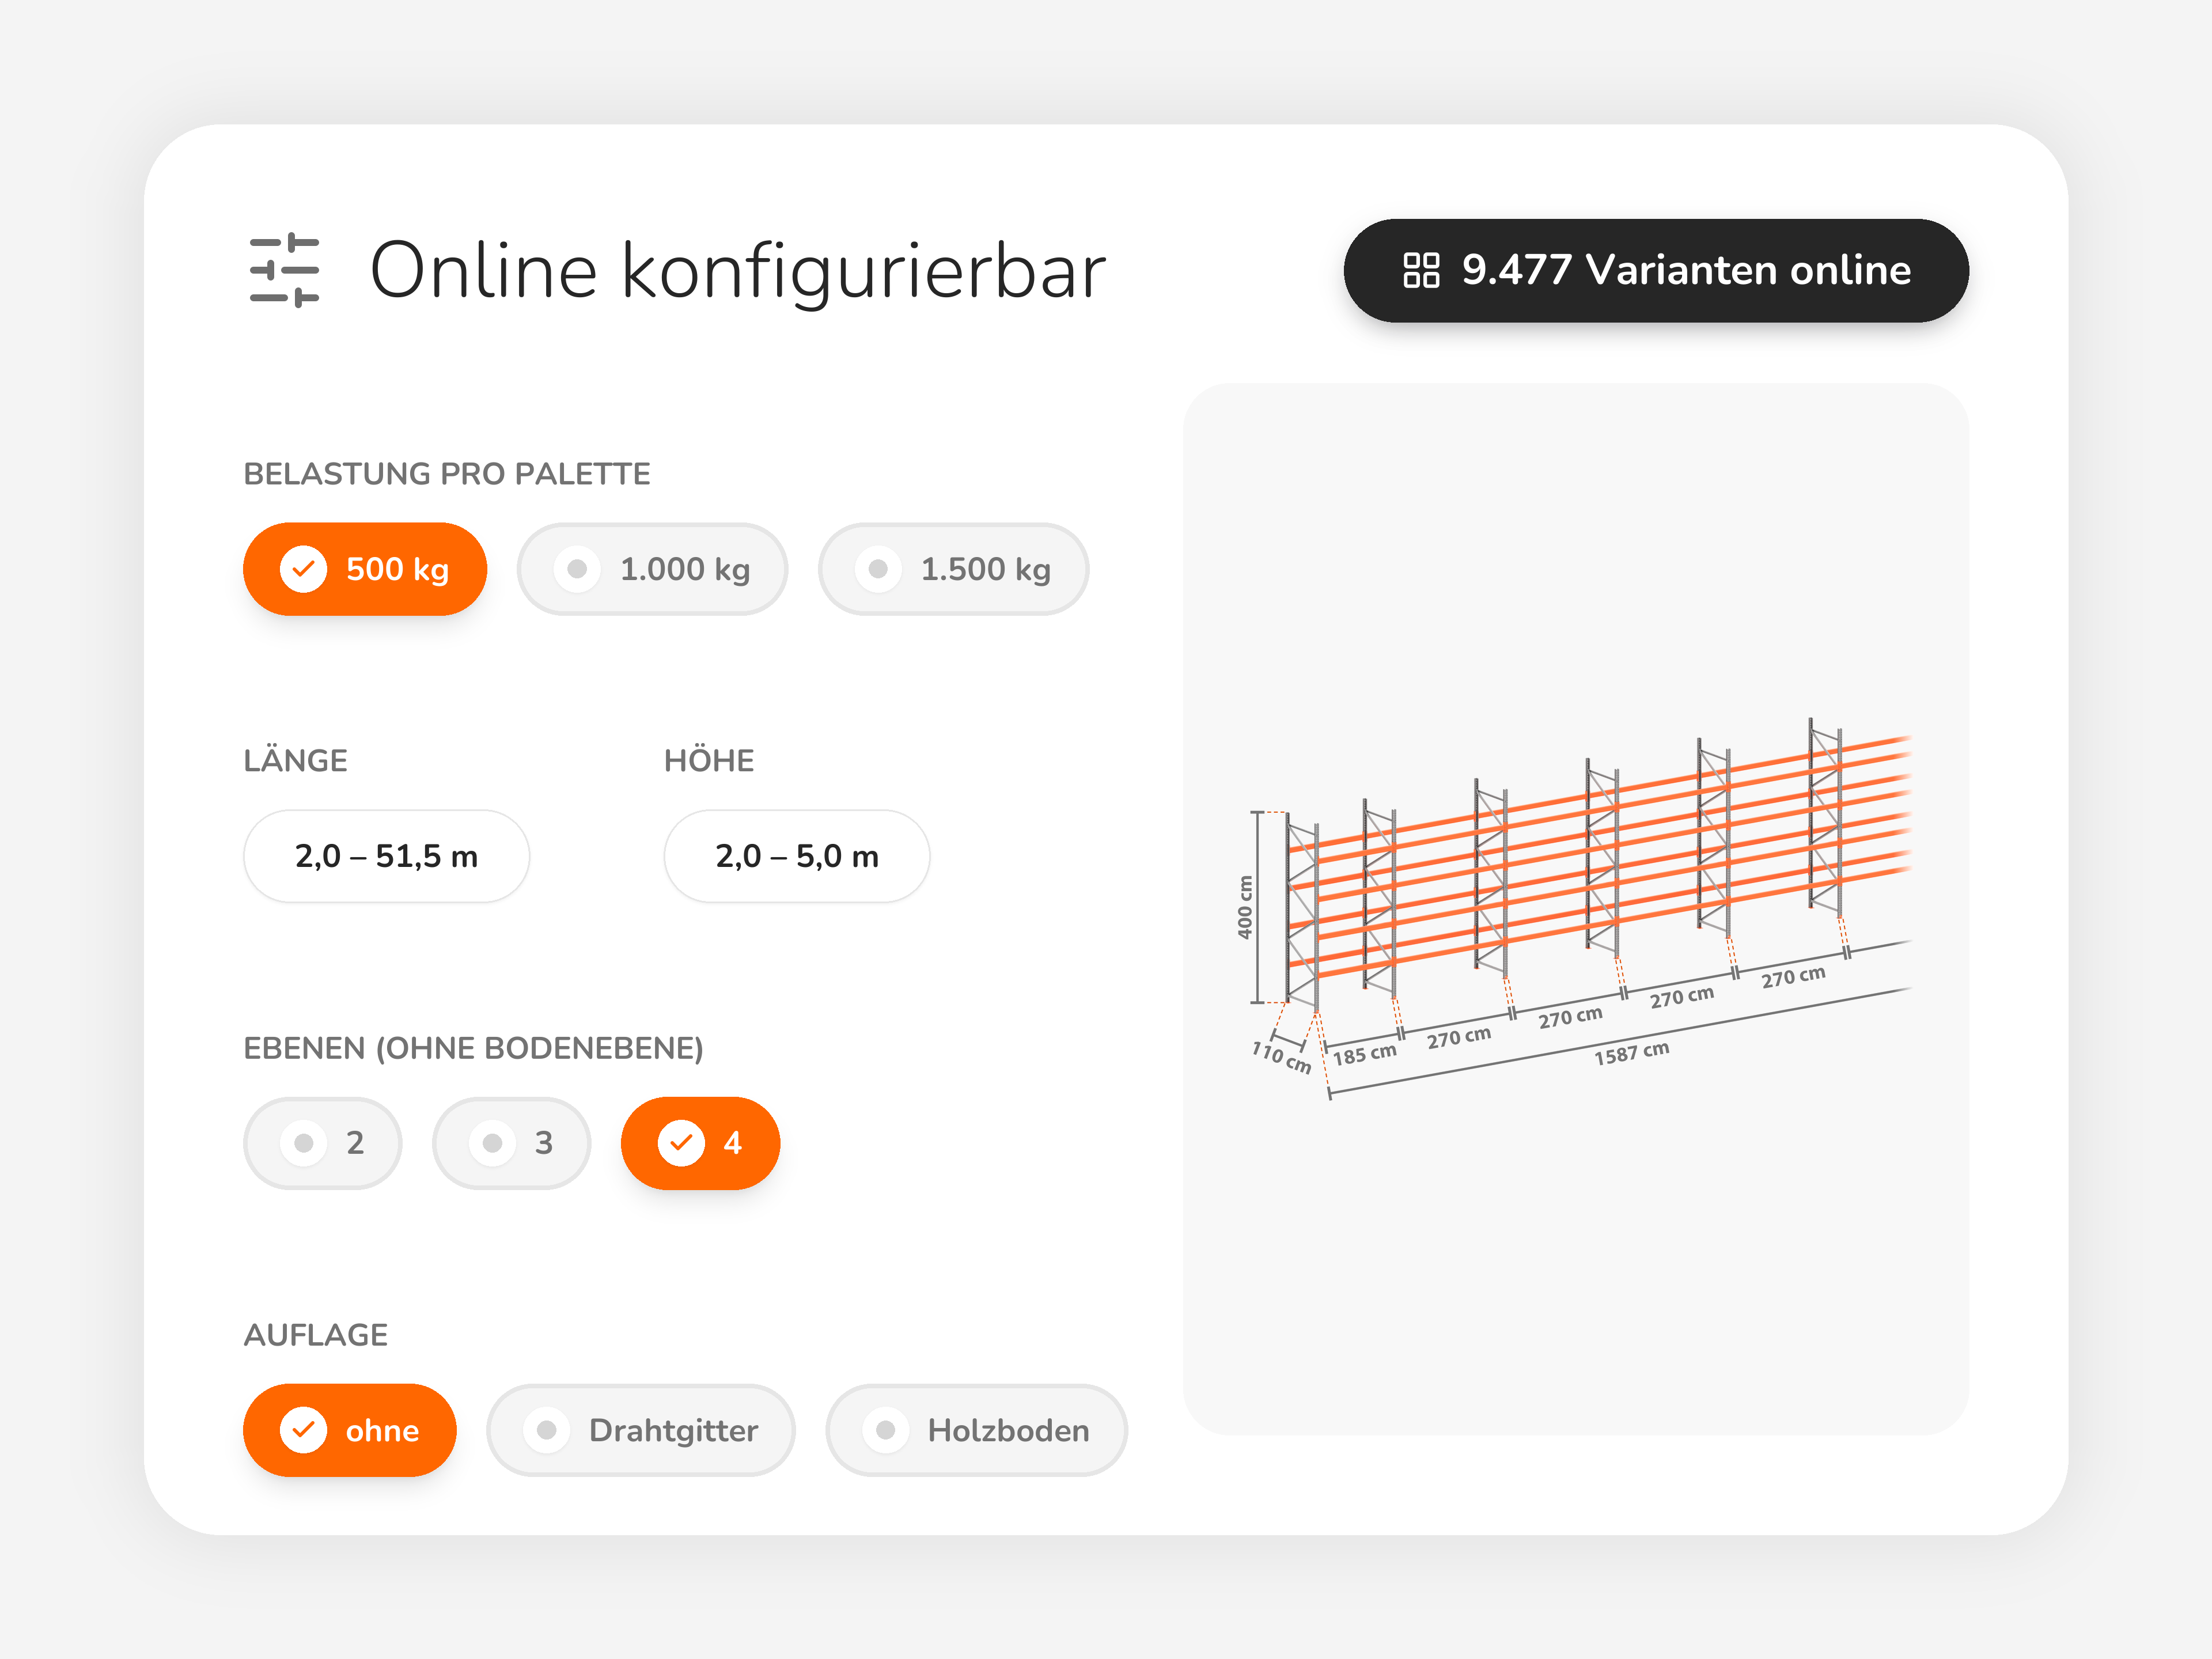 Online konfigurierbar
9.477 Varianten online
BELASTUNG PRO PALETTE
500 kg
1.000 kg
1.500 kg
LÄNGE
HÖHE
2,0 – 51,5 m
2,0 – 5,0 m
EBENEN (OHNE BODENEBENE)
2
3
4
AUFLAGE
ohne
Drahtgitter
Holzboden
400 cm
110 cm
185 cm
270 cm
270 cm
270 cm
270 cm
1587 cm